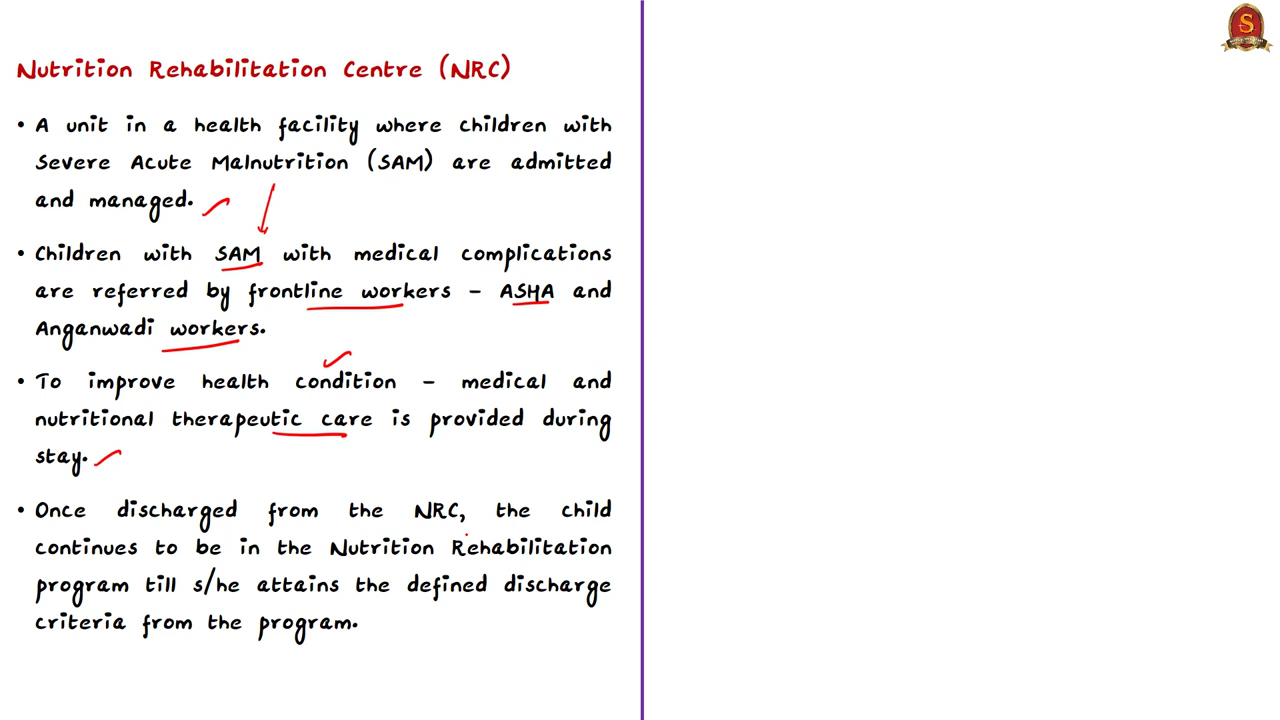 Nutrition Rehabilitation Centre (NRC)
• A unit in a health facility where children with
Severe Acute Malnutrition (SAM) are admitted
and managed.
• Children with SAM with medical complications
are referred by frontline workers – ASHA and
Anganwadi workers.
• To improve health condition – medical and
nutritional therapeutic care is provided during
stay.
• Once discharged from the NRC, the child
continues to be in the Nutrition Rehabilitation
program till s/he attains the defined discharge
criteria from the program.
S